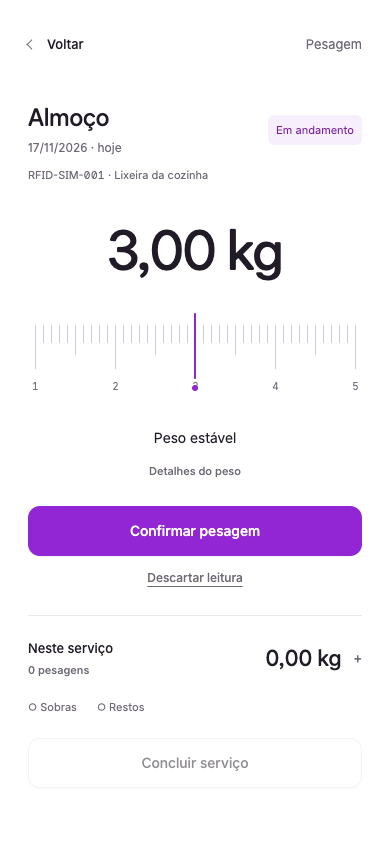 Voltar
Pesagem
Almoço
Em andamento
17/11/2026 · hoje
RFID-SIM-001 · Lixeira da cozinha
3,00 kg
1 2 3 4 5
Peso estável
Detalhes do peso
Confirmar pesagem
Descartar leitura
Neste serviço
0,00 kg +
0 pesagens
Sobras Restos
Concluir serviço